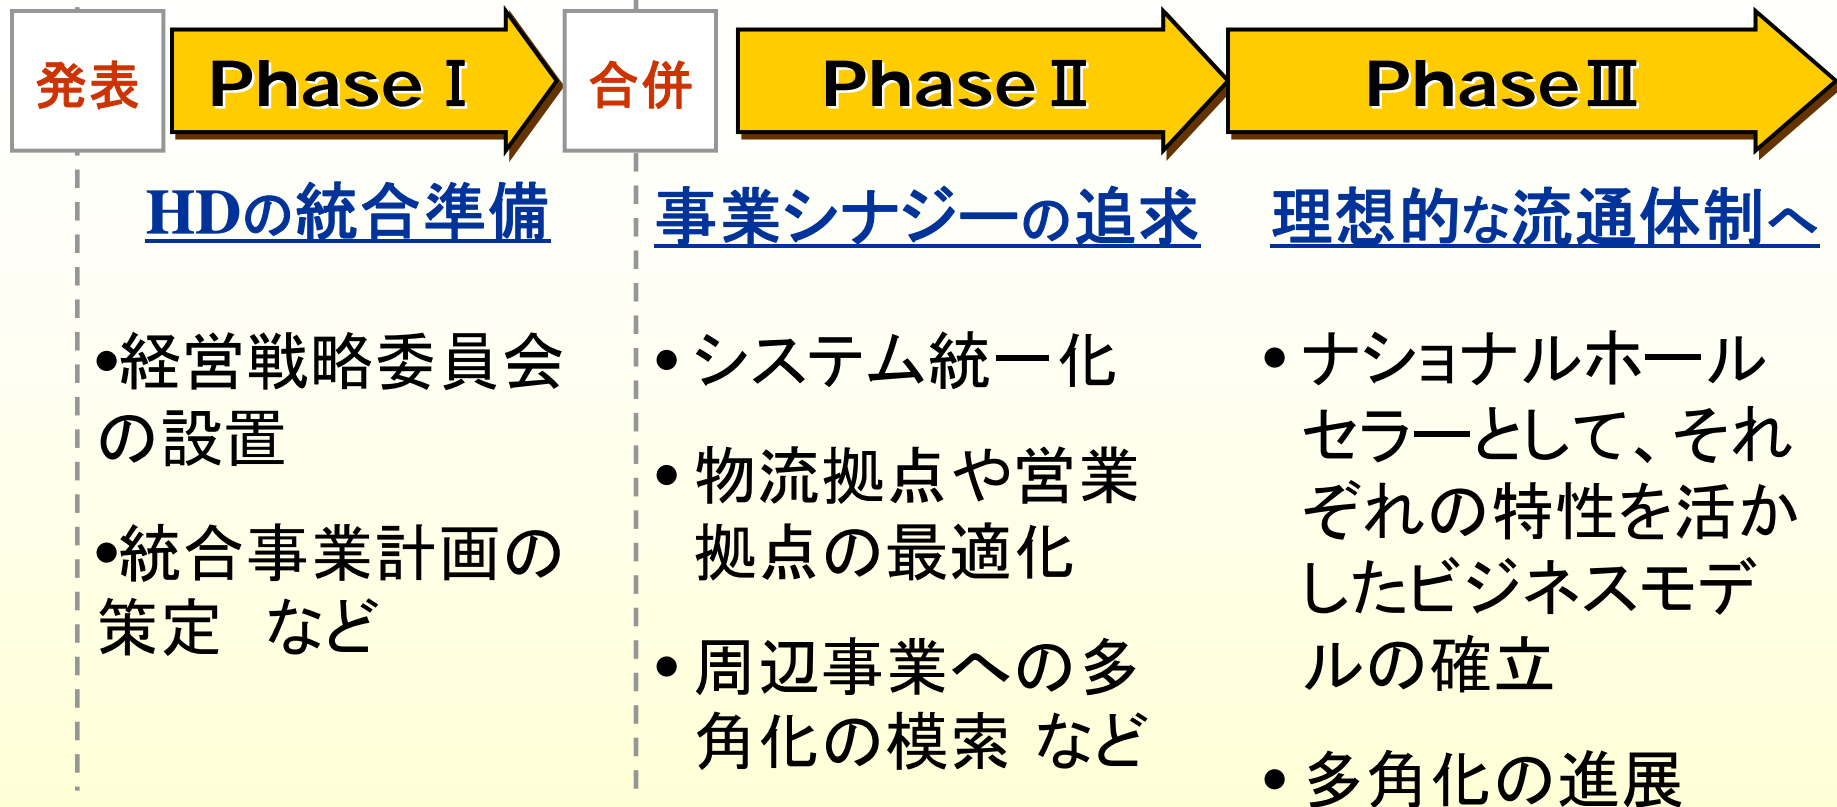 発表
PhaseⅠ
合併
PhaseⅡ
PhaseⅢ
HDの統合準備
•経営戦略委員会
の設置
•統合事業計画の
策定　など
事業シナジーの追求
• システム統一化
• 物流拠点や営業
拠点の最適化
• 周辺事業への多
角化の模索 など
理想的な流通体制へ
• ナショナルホール
セラーとして、それ
ぞれの特性を活か
したビジネスモデ
ルの確立
• 多角化の進展